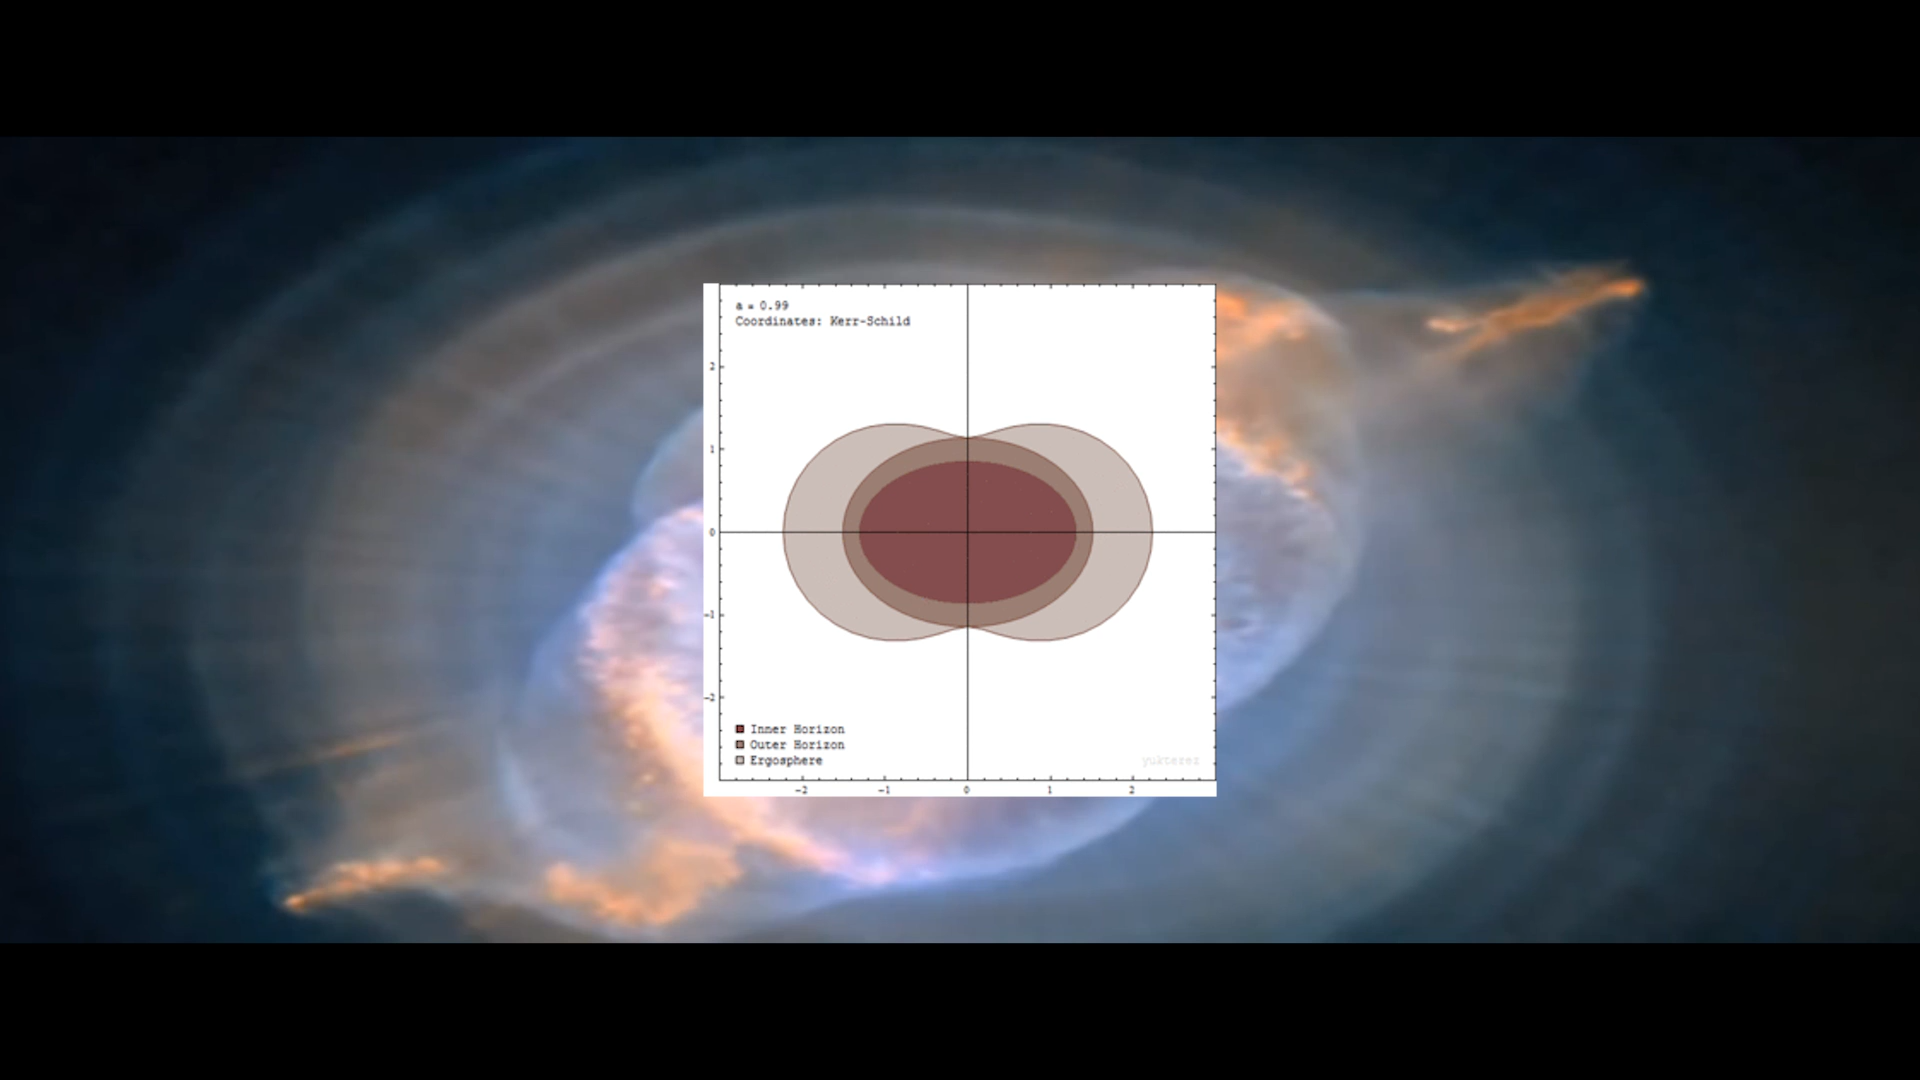 a = 0.99
Coordinates: Kerr-Schild
2
1
0
-1
-2
Inner Horizon
Outer Horizon
Ergosphere
yukterez
-2 -1 0 1 2